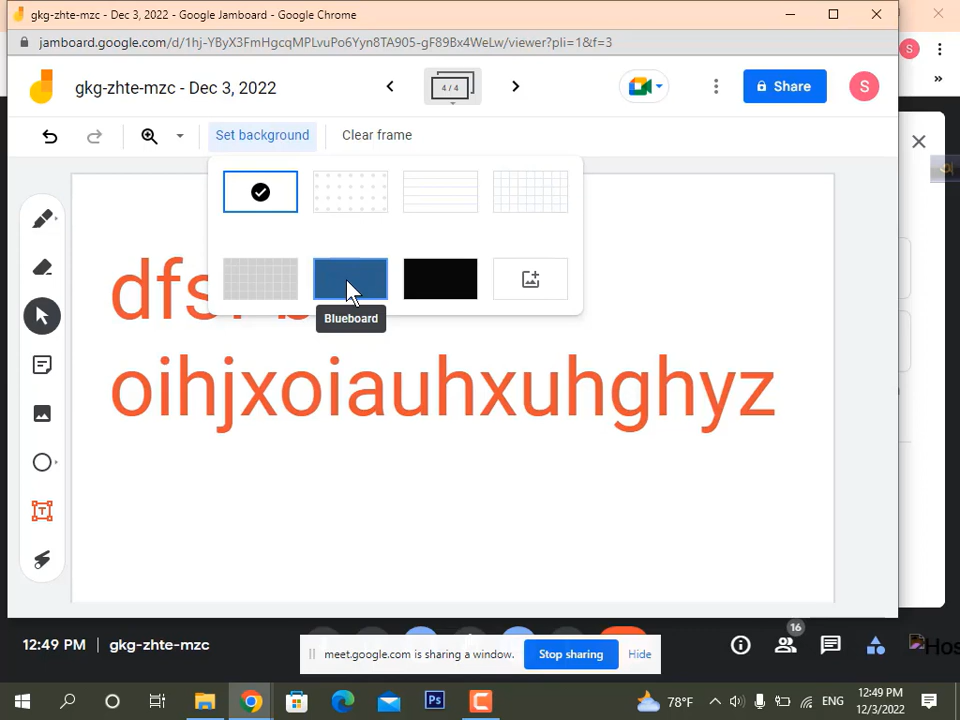 gkg-zhte-mzc - Dec 3, 2022 - Google Jamboard - Google Chrome
jamboard.google.com/d/1hj-YByX3FmHgcqMPLvuPo6Yyn8TA905-gF89Bx4WeLw/viewer?pli=1&f=3
S
gkg-zhte-mzc - Dec 3, 2022
4 / 4
Share
S
Set background
Clear frame
Blueboard
oihjxoiauhxuhghyz
12:49 PM
gkg-zhte-mzc
16
meet.google.com is sharing a window.
Stop sharing
Hide
Ps
78°F
ENG
12:49 PM
12/3/2022